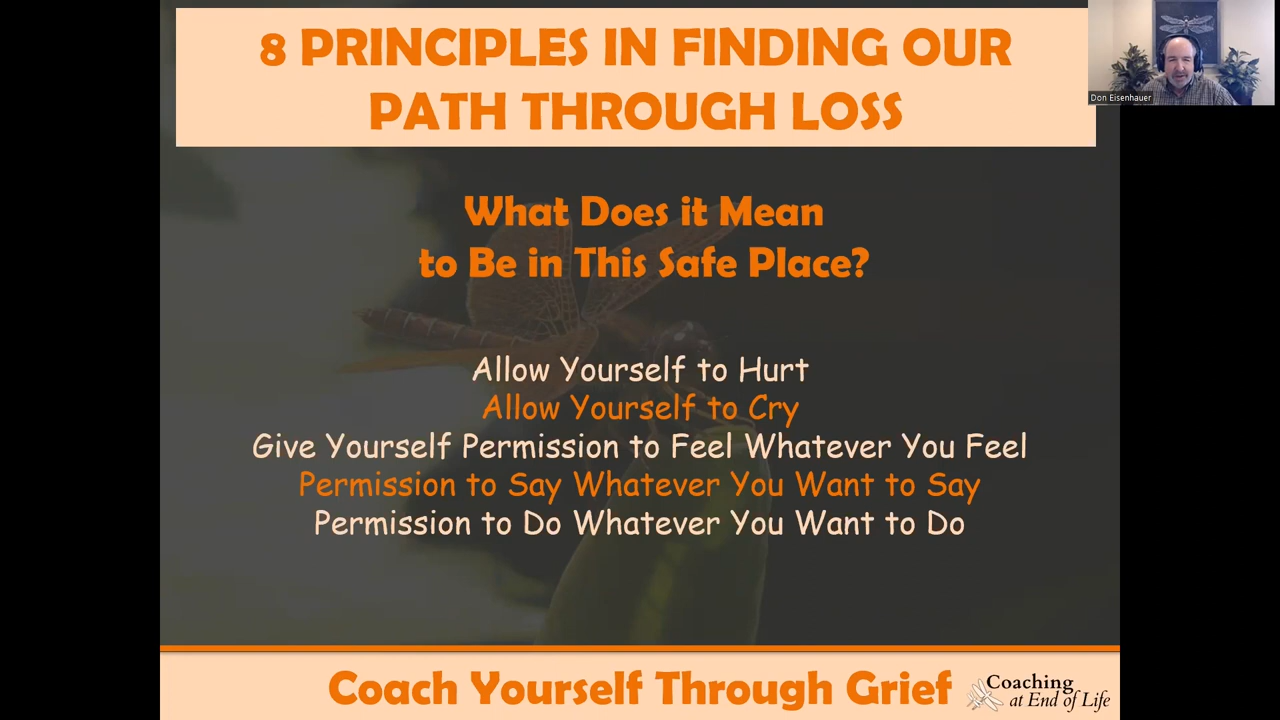 8 PRINCIPLES IN FINDING OUR
PATH THROUGH LOSS
Don Eisenhauer
What Does it Mean
to Be in This Safe Place?
Allow Yourself to Hurt
Allow Yourself to Cry
Give Yourself Permission to Feel Whatever You Feel
Permission to Say Whatever You Want to Say
Permission to Do Whatever You Want to Do
Coach Yourself Through Grief
Coaching
at End of Life